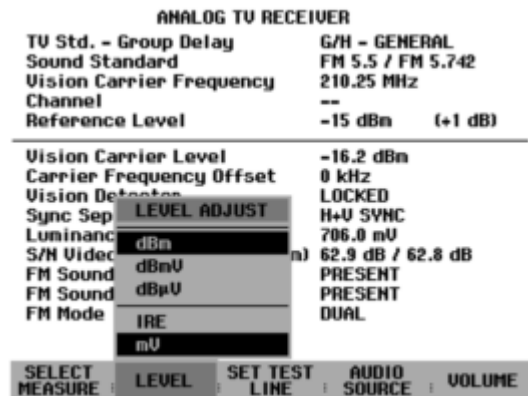 ANALOG TV RECEIVER
TV Std. - Group Delay G/H - GENERAL
Sound Standard FM 5.5 / FM 5.742
Vision Carrier Frequency 210.25 MHz
Channel --
Reference Level -15 dBm (+1 dB)
Vision Carrier Level -16.2 dBm
Carrier Frequency Offset 0 kHz
Vision Detector LOCKED
Sync Sep H+V SYNC
Luminanc 706.0 mV
S/N Video n) 62.9 dB / 62.8 dB
FM Sound PRESENT
FM Sound PRESENT
FM Mode DUAL
LEVEL ADJUST
dBm
dBmV
dBµV
IRE
mV
SELECT MEASURE LEVEL SET TEST LINE AUDIO SOURCE VOLUME